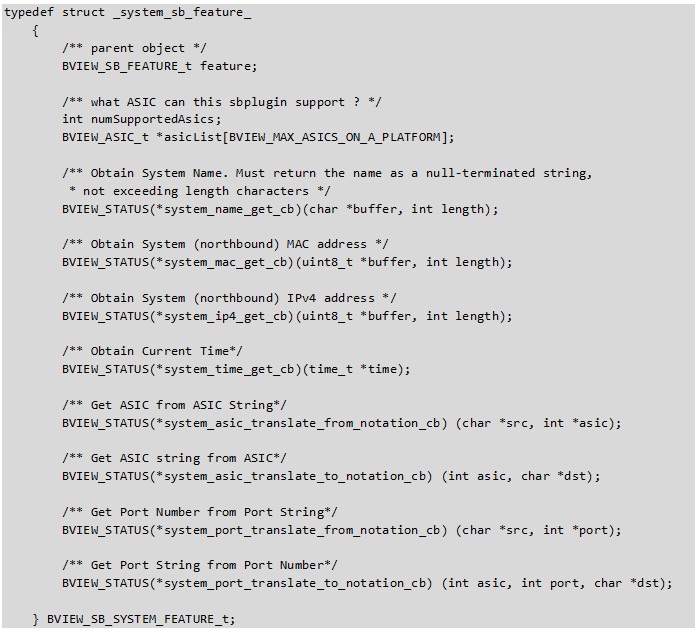 typedef struct _system_sb_feature_
{
/** parent object */
BVIEW_SB_FEATURE_t feature;
/** what ASIC can this sbplugin support ? */
int numSupportedAsics;
BVIEW_ASIC_t *asicList[BVIEW_MAX_ASICS_ON_A_PLATFORM];
/** Obtain System Name. Must return the name as a null-terminated string,
* not exceeding length characters */
BVIEW_STATUS(*system_name_get_cb)(char *buffer, int length);
/** Obtain System (northbound) MAC address */
BVIEW_STATUS(*system_mac_get_cb)(uint8_t *buffer, int length);
/** Obtain System (northbound) IPv4 address */
BVIEW_STATUS(*system_ip4_get_cb)(uint8_t *buffer, int length);
/** Obtain Current Time*/
BVIEW_STATUS(*system_time_get_cb)(time_t *time);
/** Get ASIC from ASIC String*/
BVIEW_STATUS(*system_asic_translate_from_notation_cb) (char *src, int *asic);
/** Get ASIC string from ASIC*/
BVIEW_STATUS(*system_asic_translate_to_notation_cb) (int asic, char *dst);
/** Get Port Number from Port String*/
BVIEW_STATUS(*system_port_translate_from_notation_cb) (char *src, int *port);
/** Get Port String from Port Number*/
BVIEW_STATUS(*system_port_translate_to_notation_cb) (int asic, int port, char *dst);
} BVIEW_SB_SYSTEM_FEATURE_t;